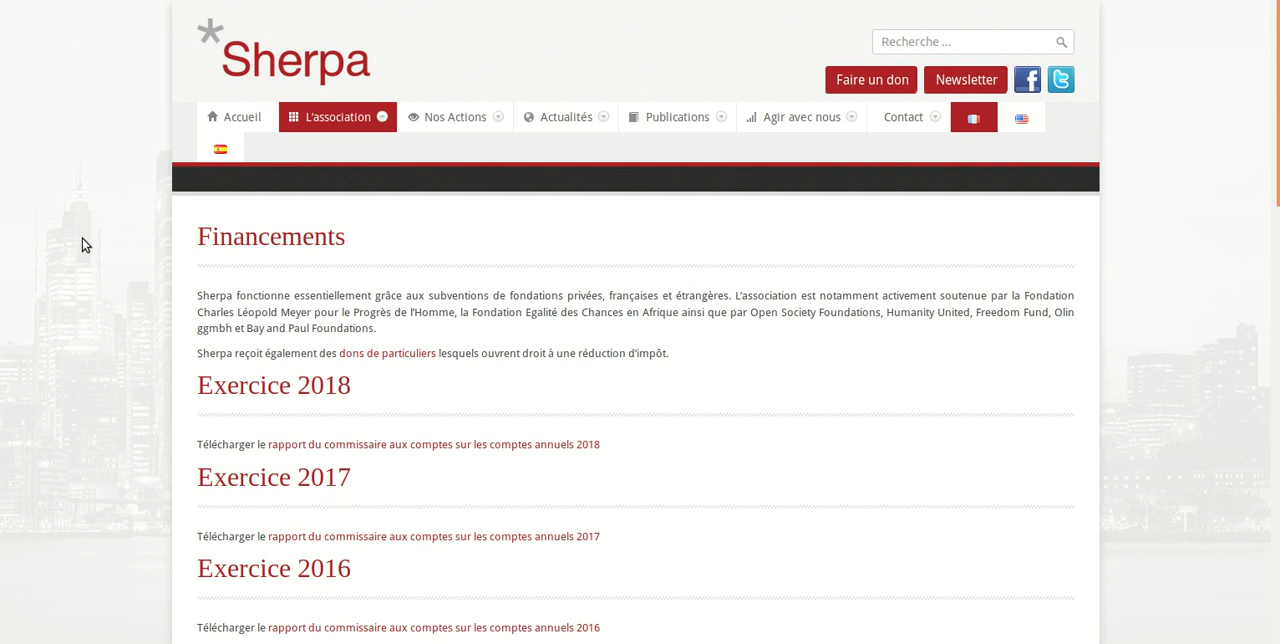 *Sherpa
Recherche ...
Faire un don
Newsletter
Accueil
L'association
Nos Actions
Actualités
Publications
Agir avec nous
Contact
Financements
Sherpa fonctionne essentiellement grâce aux subventions de fondations privées, françaises et étrangères. L'association est notamment activement soutenue par la Fondation
Charles Léopold Meyer pour le Progrès de l'Homme, la Fondation Egalité des Chances en Afrique ainsi que par Open Society Foundations, Humanity United, Freedom Fund, Olin
ggmbh et Bay and Paul Foundations.
Sherpa reçoit également des dons de particuliers lesquels ouvrent droit à une réduction d'impôt.
Exercice 2018
Télécharger le rapport du commissaire aux comptes sur les comptes annuels 2018
Exercice 2017
Télécharger le rapport du commissaire aux comptes sur les comptes annuels 2017
Exercice 2016
Télécharger le rapport du commissaire aux comptes sur les comptes annuels 2016